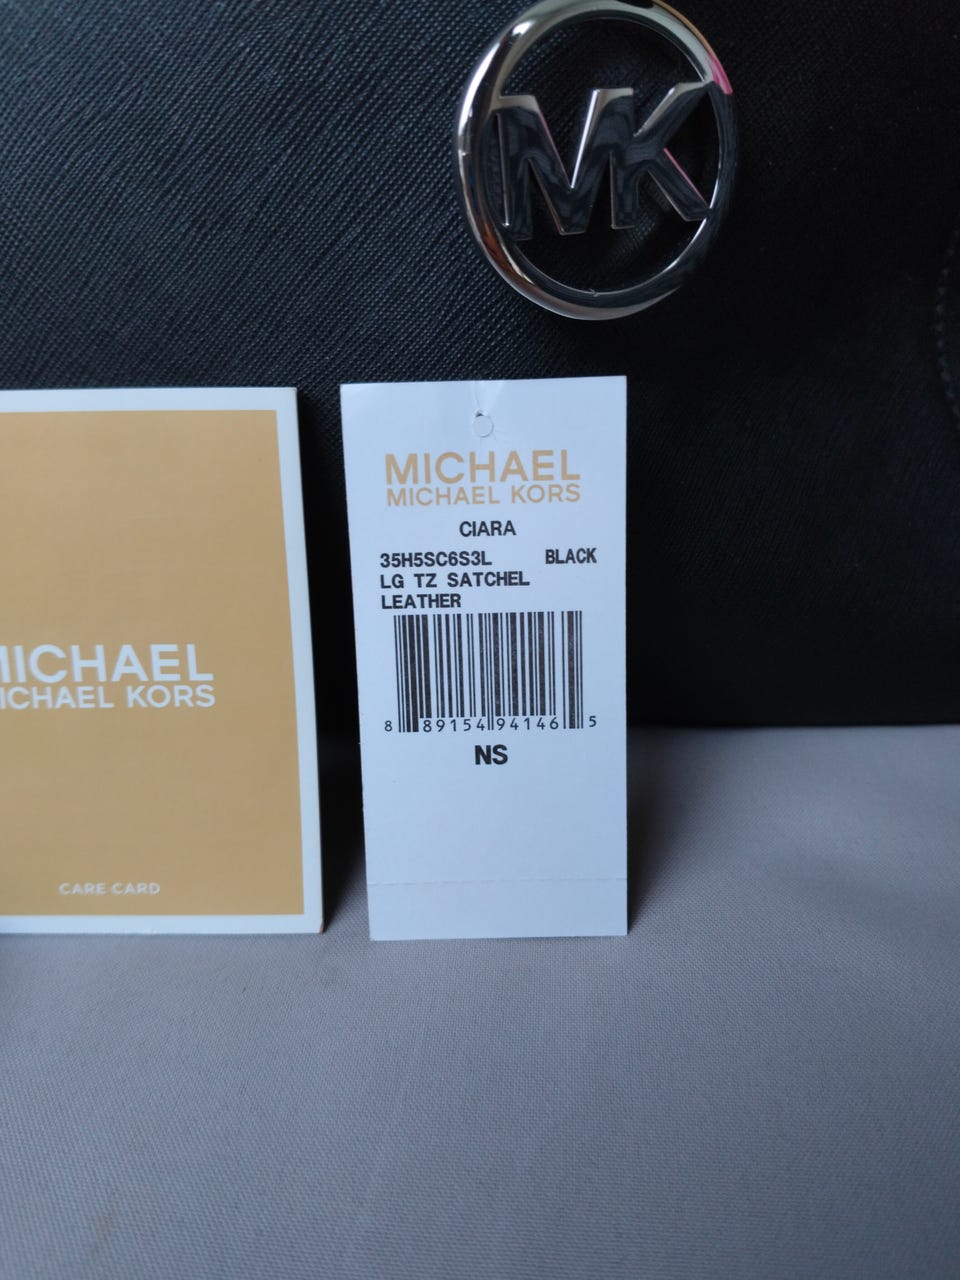 MK
MICHAEL
MICHAEL KORS
CIARA
35H5SC6S3L BLACK
LG TZ SATCHEL
LEATHER
8 89154 94146 5
NS
MICHAEL
MICHAEL KORS
CARE CARD